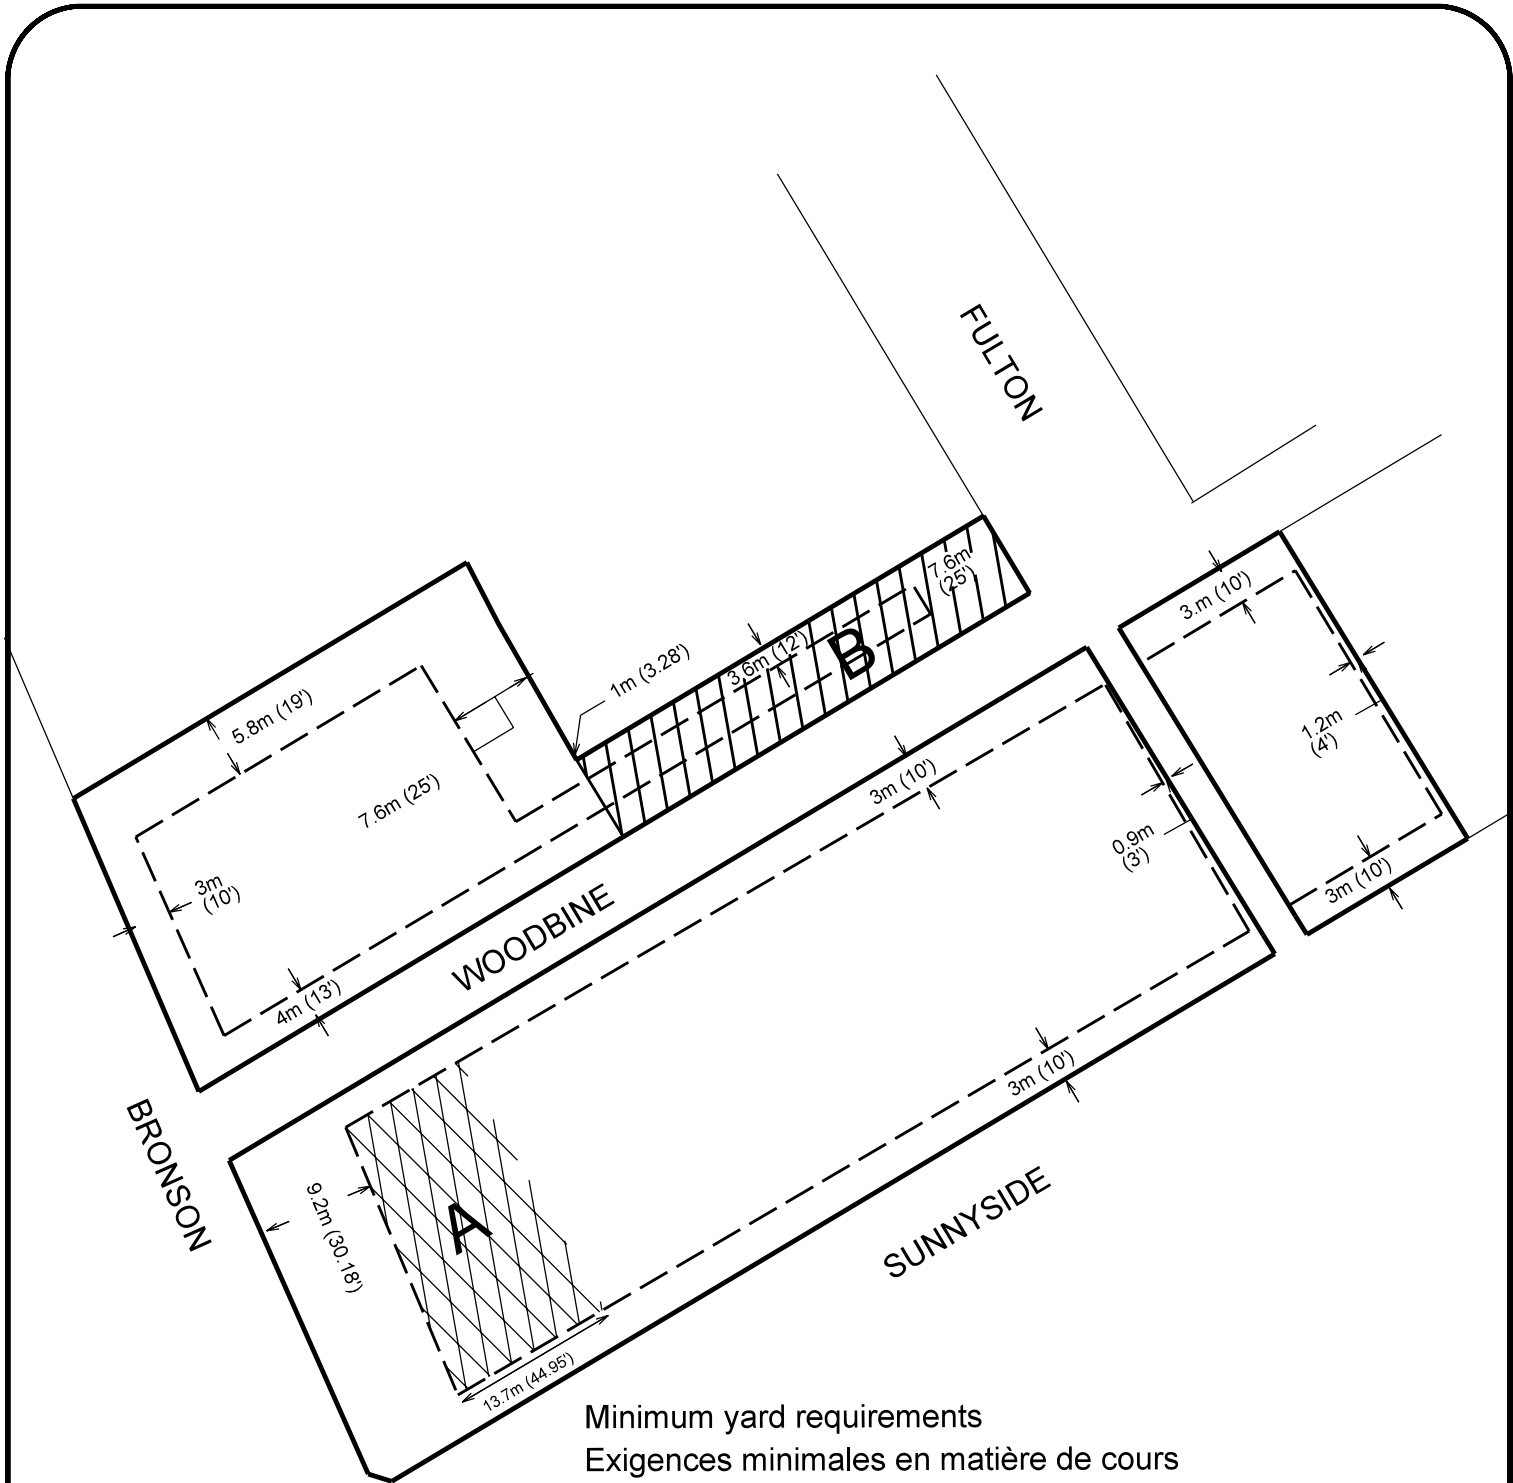 FULTON
7.6m
(25')
3.m (10')
1m (3.28')
3.6m (12')
B
5.8m (19')
1.2m
(4')
7.6m (25')
3m (10')
0.9m
(3')
3m
(10')
3m (10')
WOODBINE
4m (13')
3m (10')
BRONSON
A
9.2m (30.18')
SUNNYSIDE
13.7m (44.95')
Minimum yard requirements
Exigences minimales en matière de cours